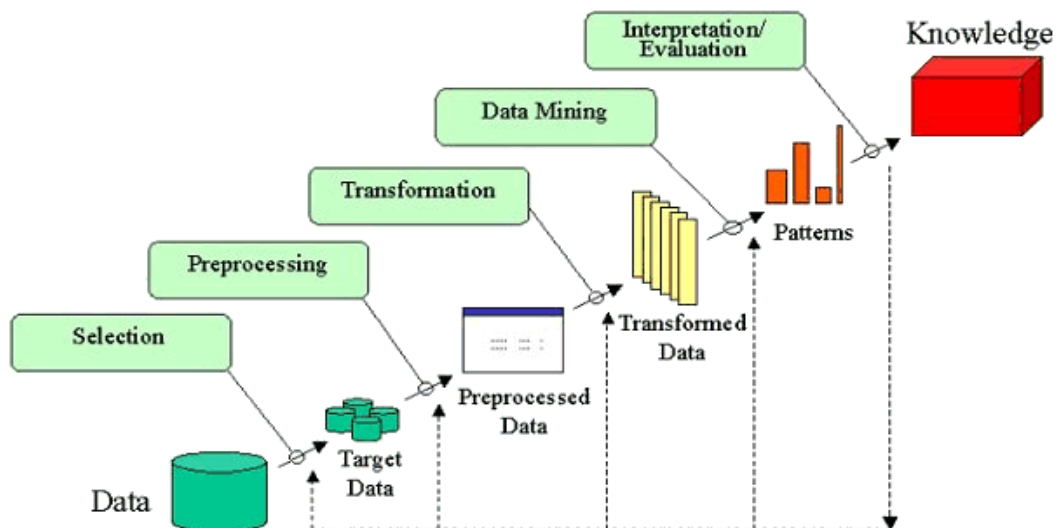 Interpretation/
Evaluation
Knowledge
Data Mining
Transformation
Patterns
Preprocessing
Transformed
Data
Selection
Preprocessed
Data
Target
Data
Data